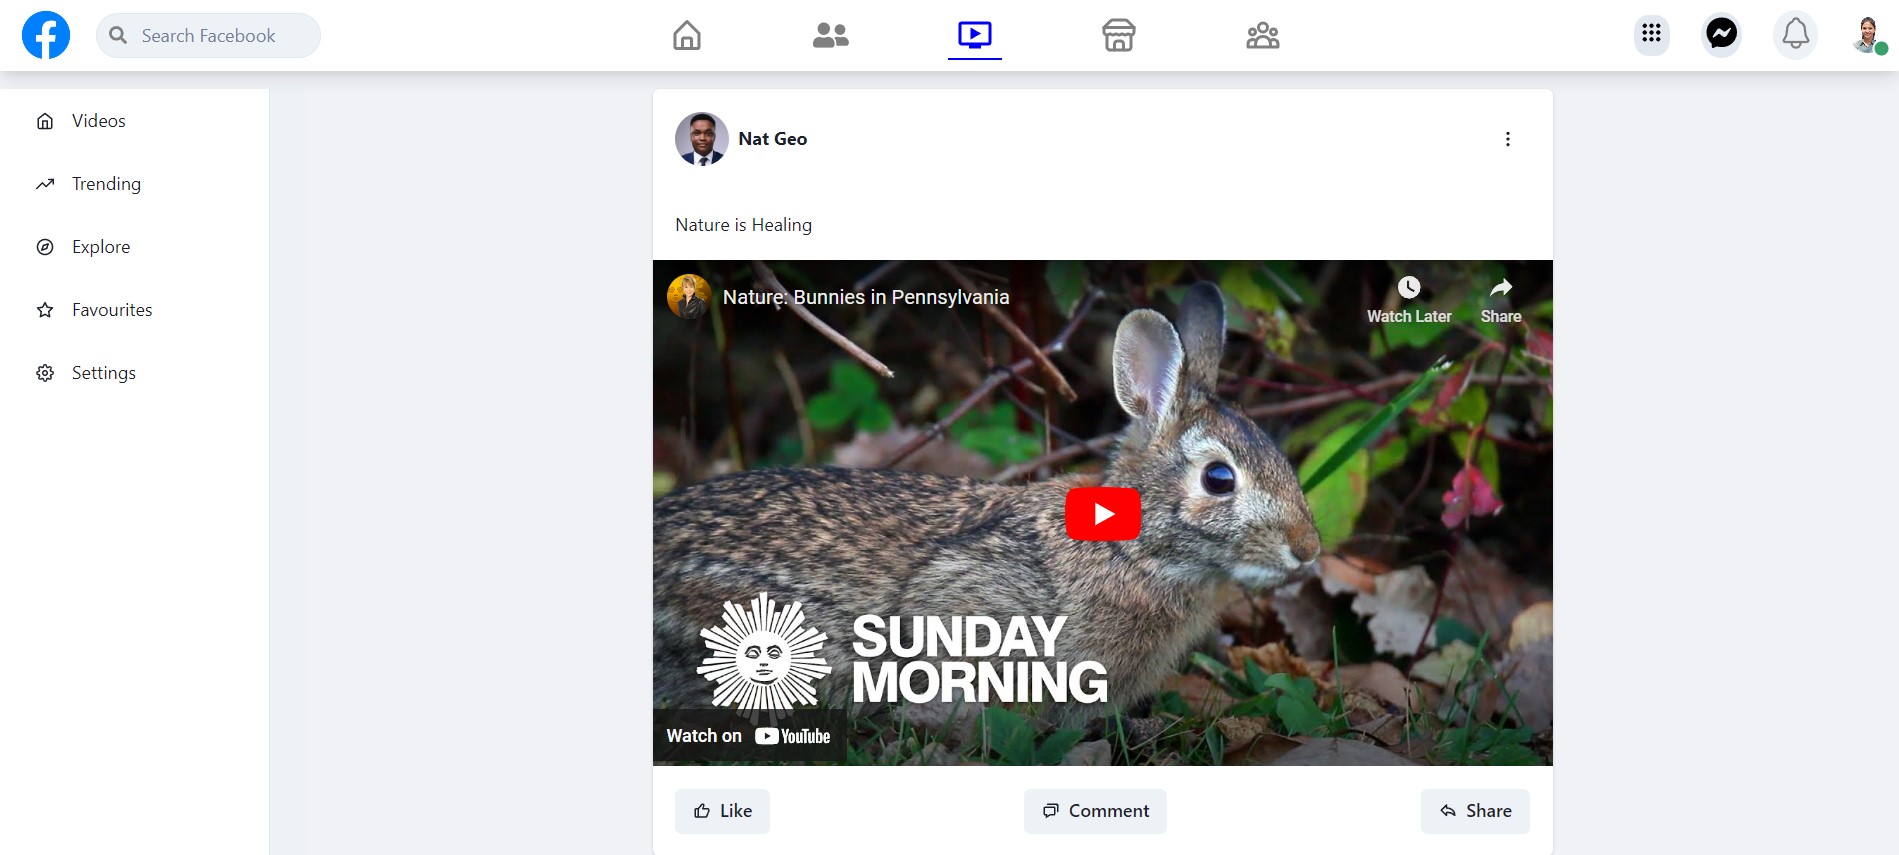 Search Facebook
Videos
Trending
Explore
Favourites
Settings
Nat Geo
Nature is Healing
Nature: Bunnies in Pennsylvania
Watch Later
Share
SUNDAY
MORNING
Watch on YouTube
Like
Comment
Share